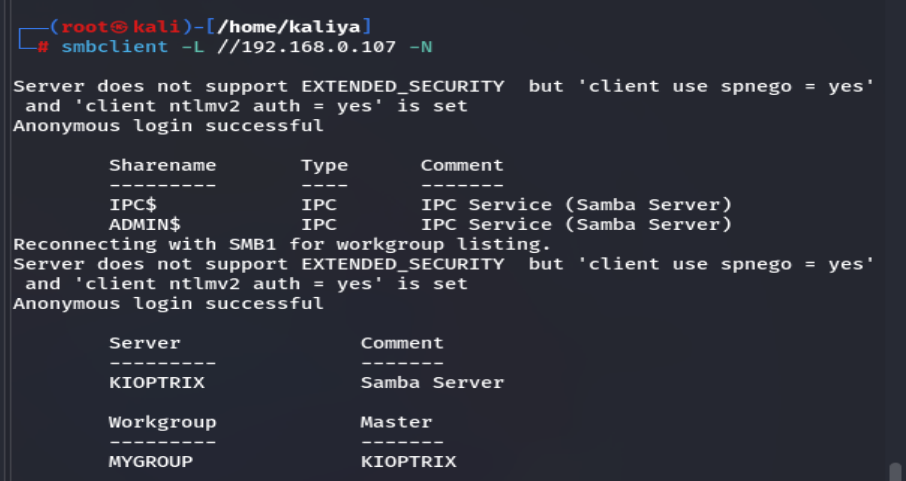 ┌──(root㉿kali)-[/home/kaliya]
└─# smbclient -L //192.168.0.107 -N
Server does not support EXTENDED_SECURITY  but 'client use spnego = yes'
 and 'client ntlmv2 auth = yes' is set
Anonymous login successful
Sharename       Type      Comment
---------       ----      -------
IPC$            IPC       IPC Service (Samba Server)
ADMIN$          IPC       IPC Service (Samba Server)
Reconnecting with SMB1 for workgroup listing.
Server does not support EXTENDED_SECURITY  but 'client use spnego = yes'
 and 'client ntlmv2 auth = yes' is set
Anonymous login successful
Server               Comment
---------            -------
KIOPTRIX             Samba Server
Workgroup            Master
---------            -------
MYGROUP              KIOPTRIX